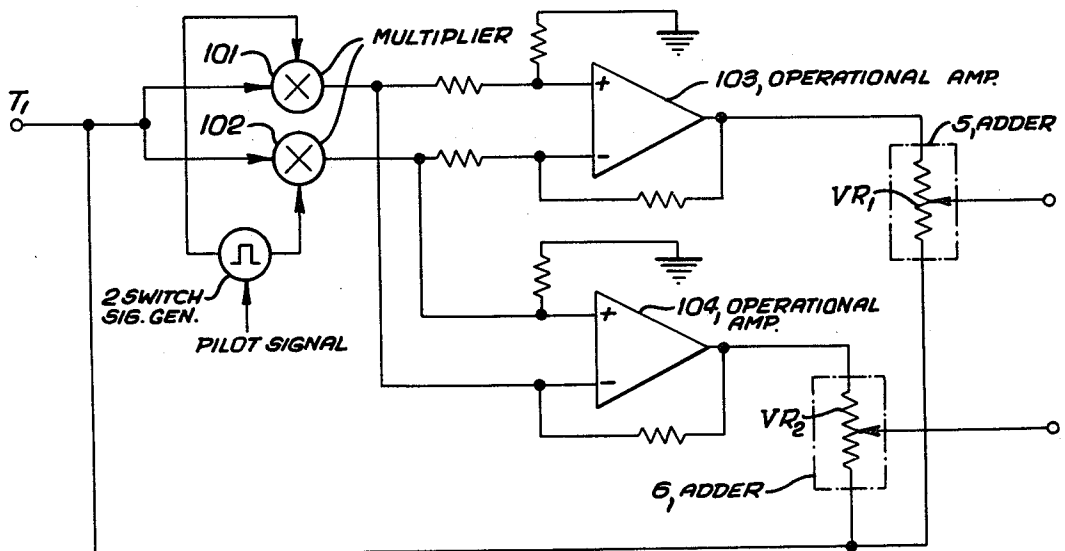 101
MULTIPLIER
T1
102
103, OPERATIONAL AMP.
5, ADDER
VR1
2 SWITCH
SIG. GEN.
PILOT SIGNAL
104, OPERATIONAL
AMP.
VR2
6, ADDER